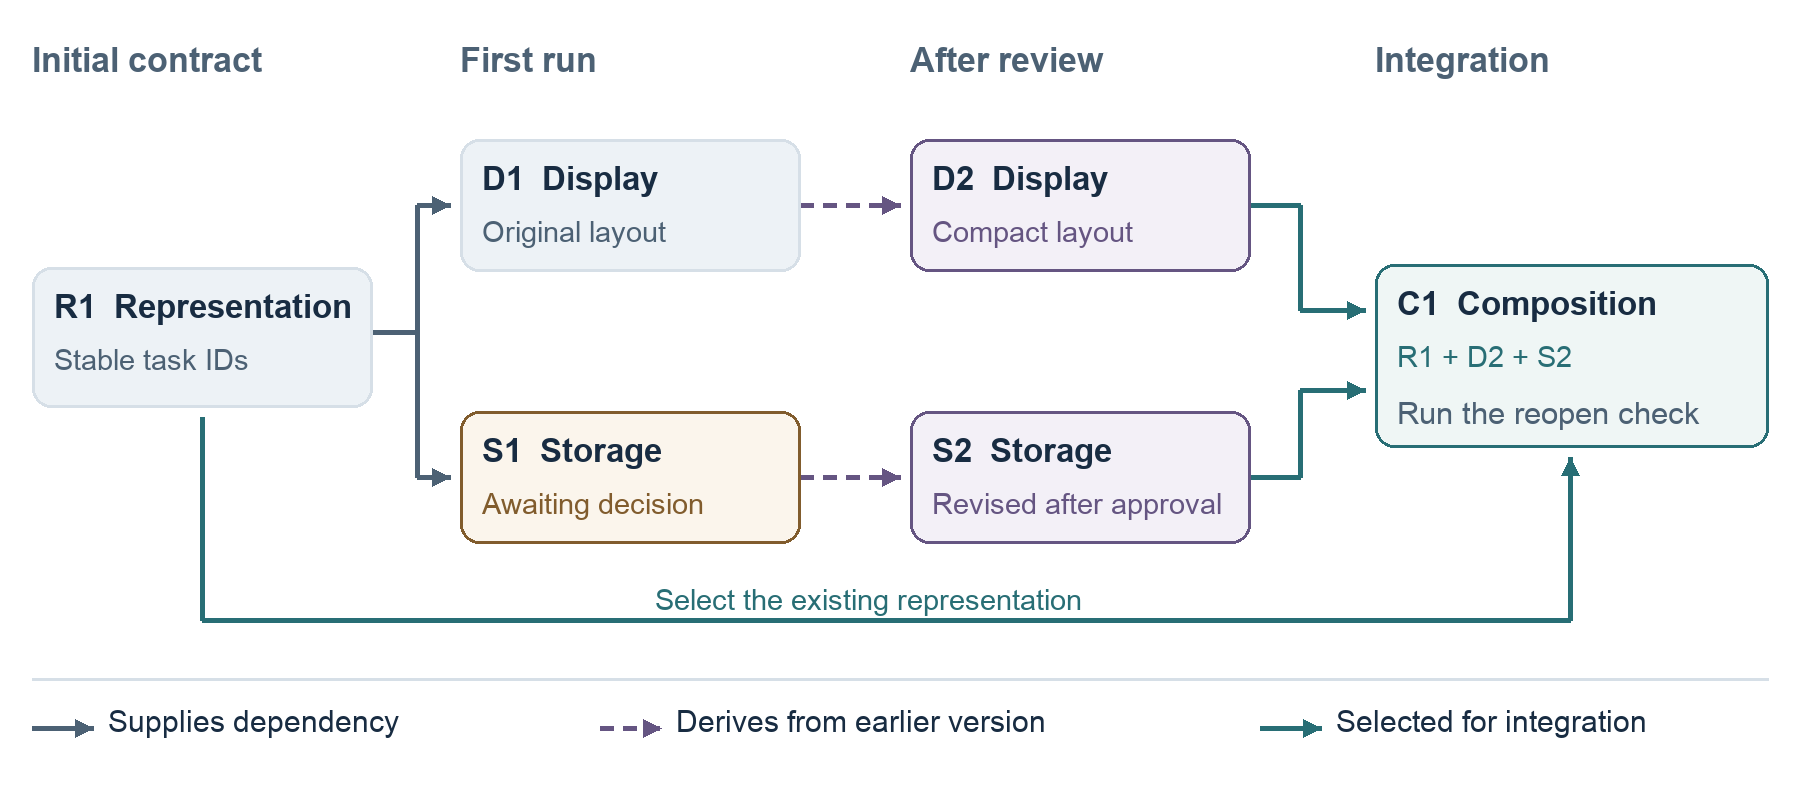 Initial contract
First run
After review
Integration
D1 Display
Original layout
D2 Display
Compact layout
R1 Representation
Stable task IDs
C1 Composition
R1 + D2 + S2
Run the reopen check
S1 Storage
Awaiting decision
S2 Storage
Revised after approval
Select the existing representation
Supplies dependency
Derives from earlier version
Selected for integration